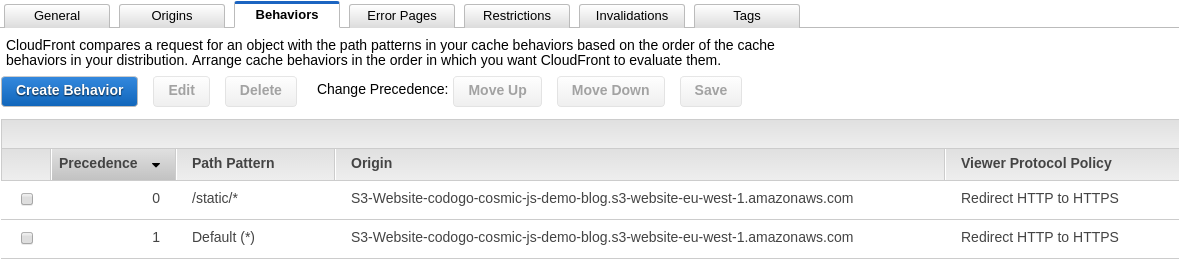 General Origins Behaviors Error Pages Restrictions Invalidations Tags
CloudFront compares a request for an object with the path patterns in your cache behaviors based on the order of the cache
behaviors in your distribution. Arrange cache behaviors in the order in which you want CloudFront to evaluate them.
Create Behavior Edit Delete Change Precedence: Move Up Move Down Save
Precedence Path Pattern Origin Viewer Protocol Policy
0 /static/* S3-Website-codogo-cosmic-js-demo-blog.s3-website-eu-west-1.amazonaws.com Redirect HTTP to HTTPS
1 Default (*) S3-Website-codogo-cosmic-js-demo-blog.s3-website-eu-west-1.amazonaws.com Redirect HTTP to HTTPS